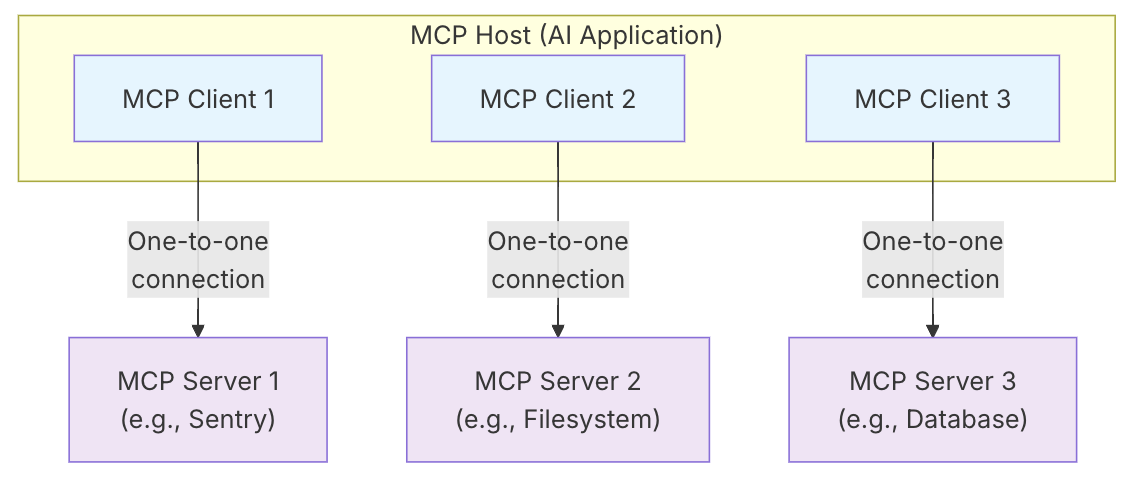 MCP Host (AI Application)
MCP Client 1
MCP Client 2
MCP Client 3
One-to-one
connection
One-to-one
connection
One-to-one
connection
MCP Server 1
(e.g., Sentry)
MCP Server 2
(e.g., Filesystem)
MCP Server 3
(e.g., Database)